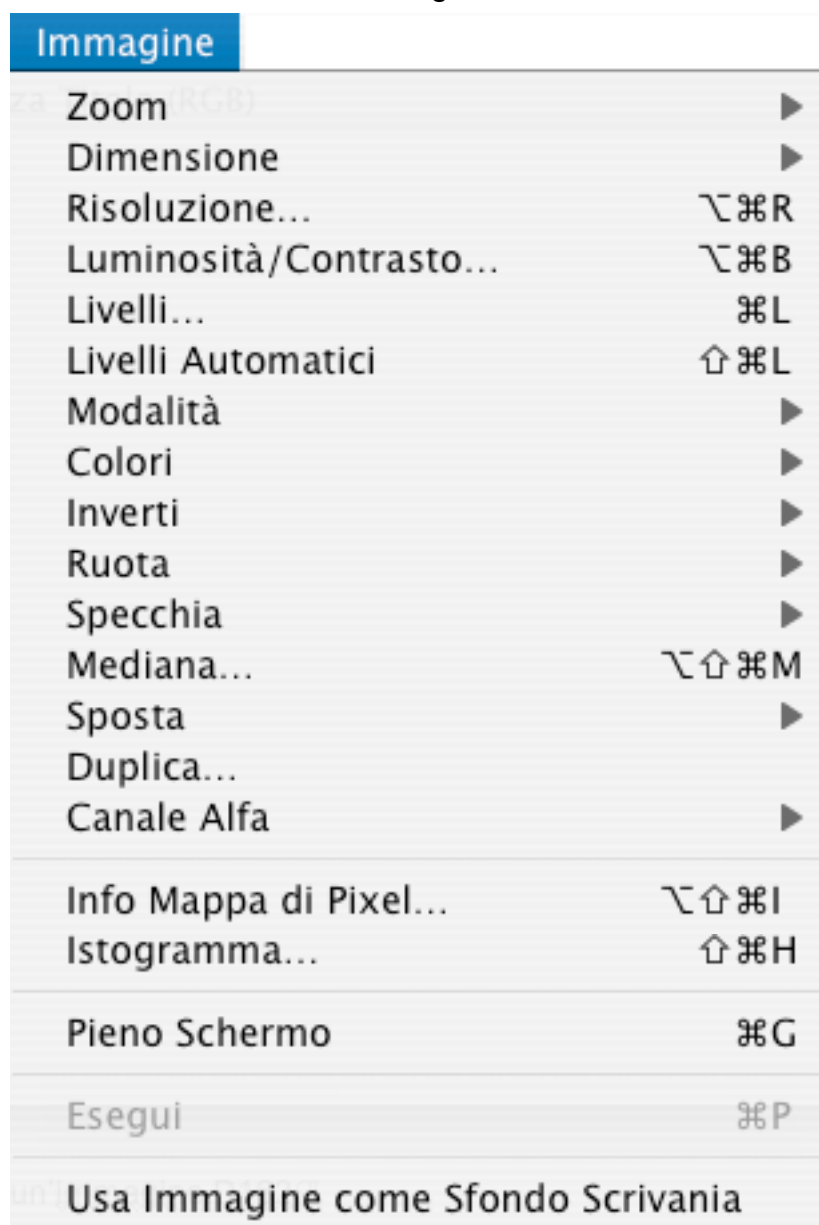 Immagine
Zoom
Dimensione
Risoluzione... ⌥⌘R
Luminosità/Contrasto... ⌥⌘B
Livelli... ⌘L
Livelli Automatici ⇧⌘L
Modalità
Colori
Inverti
Ruota
Specchia
Mediana... ⌥⇧⌘M
Sposta
Duplica...
Canale Alfa
Info Mappa di Pixel... ⌥⇧⌘I
Istogramma... ⇧⌘H
Pieno Schermo ⌘G
Esegui ⌘P
Usa Immagine come Sfondo Scrivania